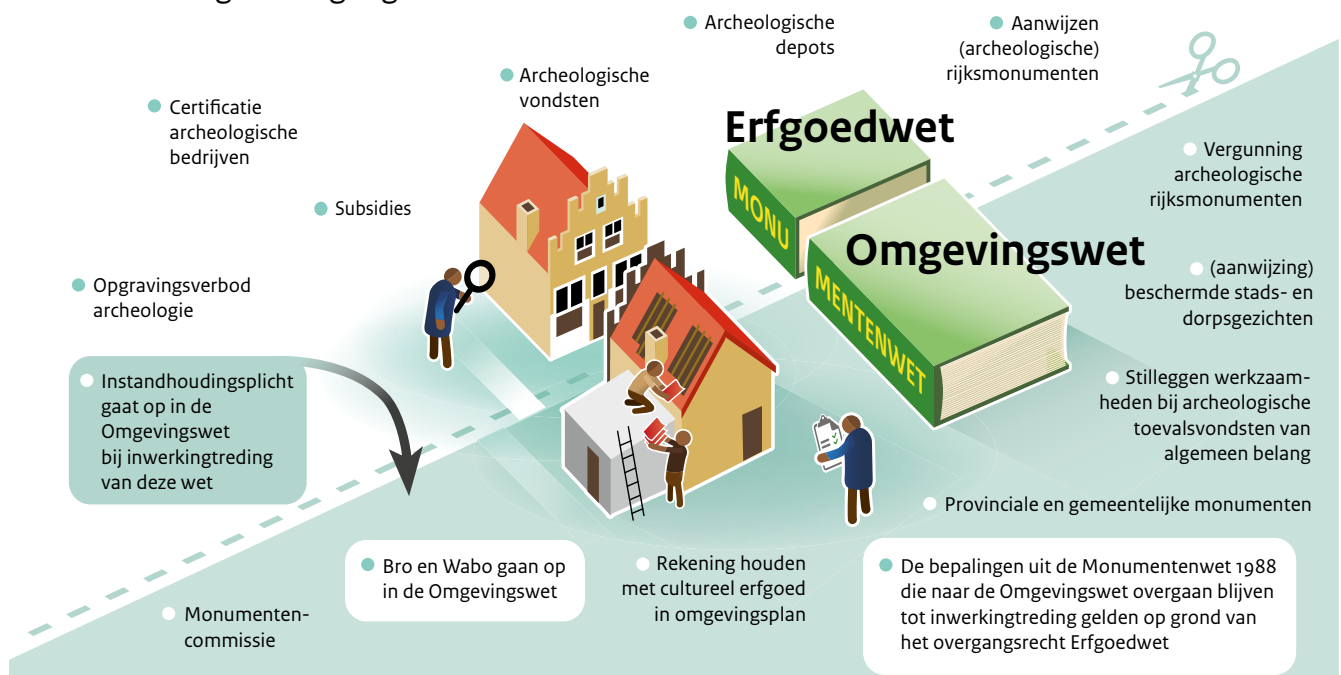 Archeologische
depots
Aanwijzen
(archeologische)
rijksmonumenten
Archeologische
vondsten
Certificatie
archeologische
bedrijven
Erfgoedwet
MONU
Vergunning
archeologische
rijksmonumenten
Subsidies
Omgevingswet
MENTENWET
(aanwijzing)
beschermde stads- en
dorpsgezichten
Opgravingsverbod
archeologie
Instandhoudingsplicht
gaat op in de
Omgevingswet
bij inwerkingtreding
van deze wet
Stilleggen werkzaam-
heden bij archeologische
toevalsvondsten van
algemeen belang
Provinciale en gemeentelijke monumenten
Bro en Wabo gaan op
in de Omgevingswet
Rekening houden
met cultureel erfgoed
in omgevingsplan
De bepalingen uit de Monumentenwet 1988
die naar de Omgevingswet overgaan blijven
tot inwerkingtreding gelden op grond van
het overgangsrecht Erfgoedwet
Monumenten-
commissie